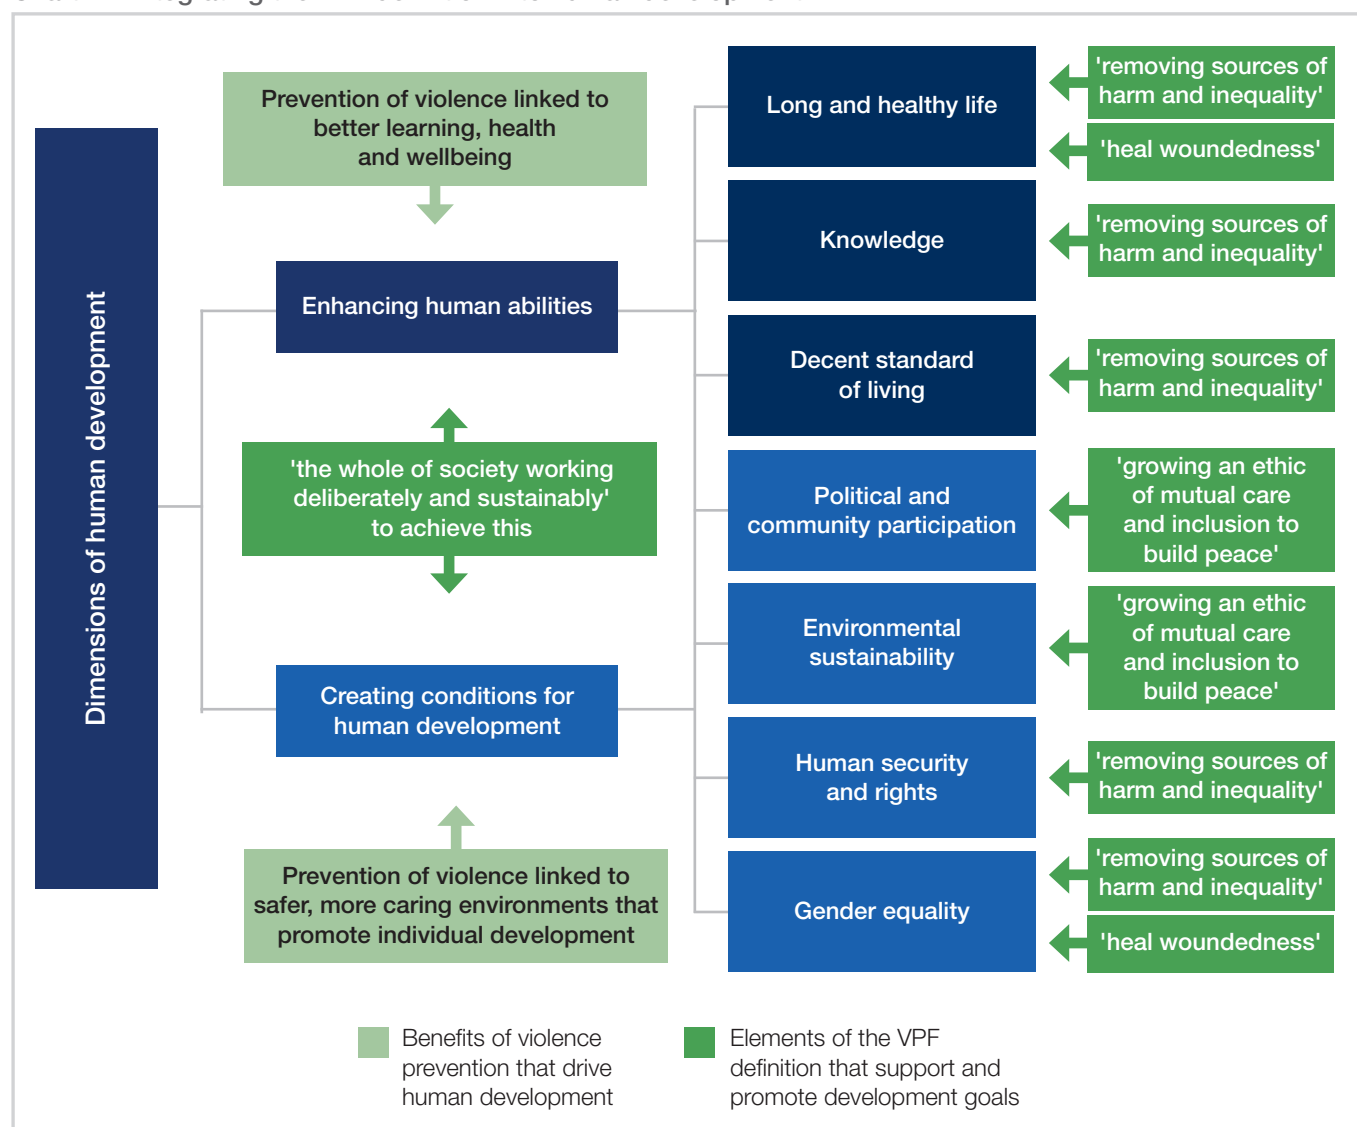 Dimensions of human development
Prevention of violence linked to
better learning, health
and wellbeing
Enhancing human abilities
'the whole of society working
deliberately and sustainably'
to achieve this
Creating conditions for
human development
Prevention of violence linked to
safer, more caring environments that
promote individual development
Long and healthy life
'removing sources of
harm and inequality'
'heal woundedness'
Knowledge
'removing sources of
harm and inequality'
Decent standard
of living
'removing sources of
harm and inequality'
Political and
community participation
'growing an ethic
of mutual care
and inclusion to
build peace'
Environmental
sustainability
'growing an ethic
of mutual care
and inclusion to
build peace'
Human security
and rights
'removing sources of
harm and inequality'
Gender equality
'removing sources of
harm and inequality'
'heal woundedness'
Benefits of violence
prevention that drive
human development
Elements of the VPF
definition that support and
promote development goals